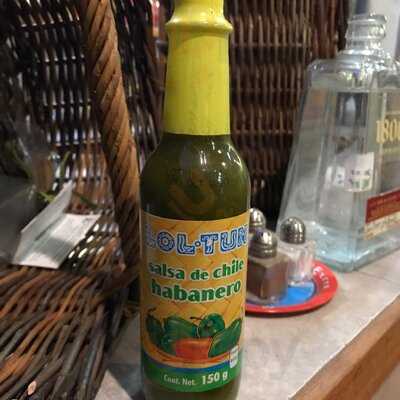 LOL-TUN
salsa de chile
habanero
Cont. Net. 150 g
1800